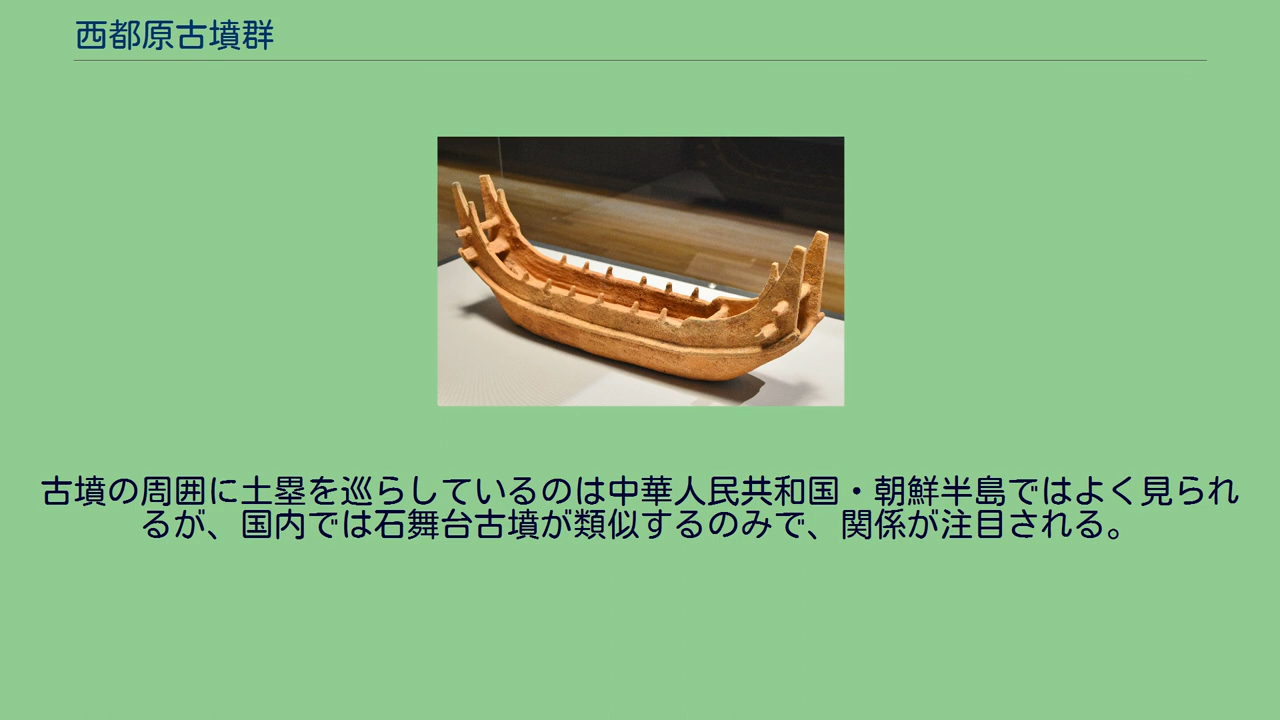 西都原古墳群
古墳の周囲に土塁を巡らしているのは中華人民共和国・朝鮮半島ではよく見られ
るが、国内では石舞台古墳が類似するのみで、関係が注目される。